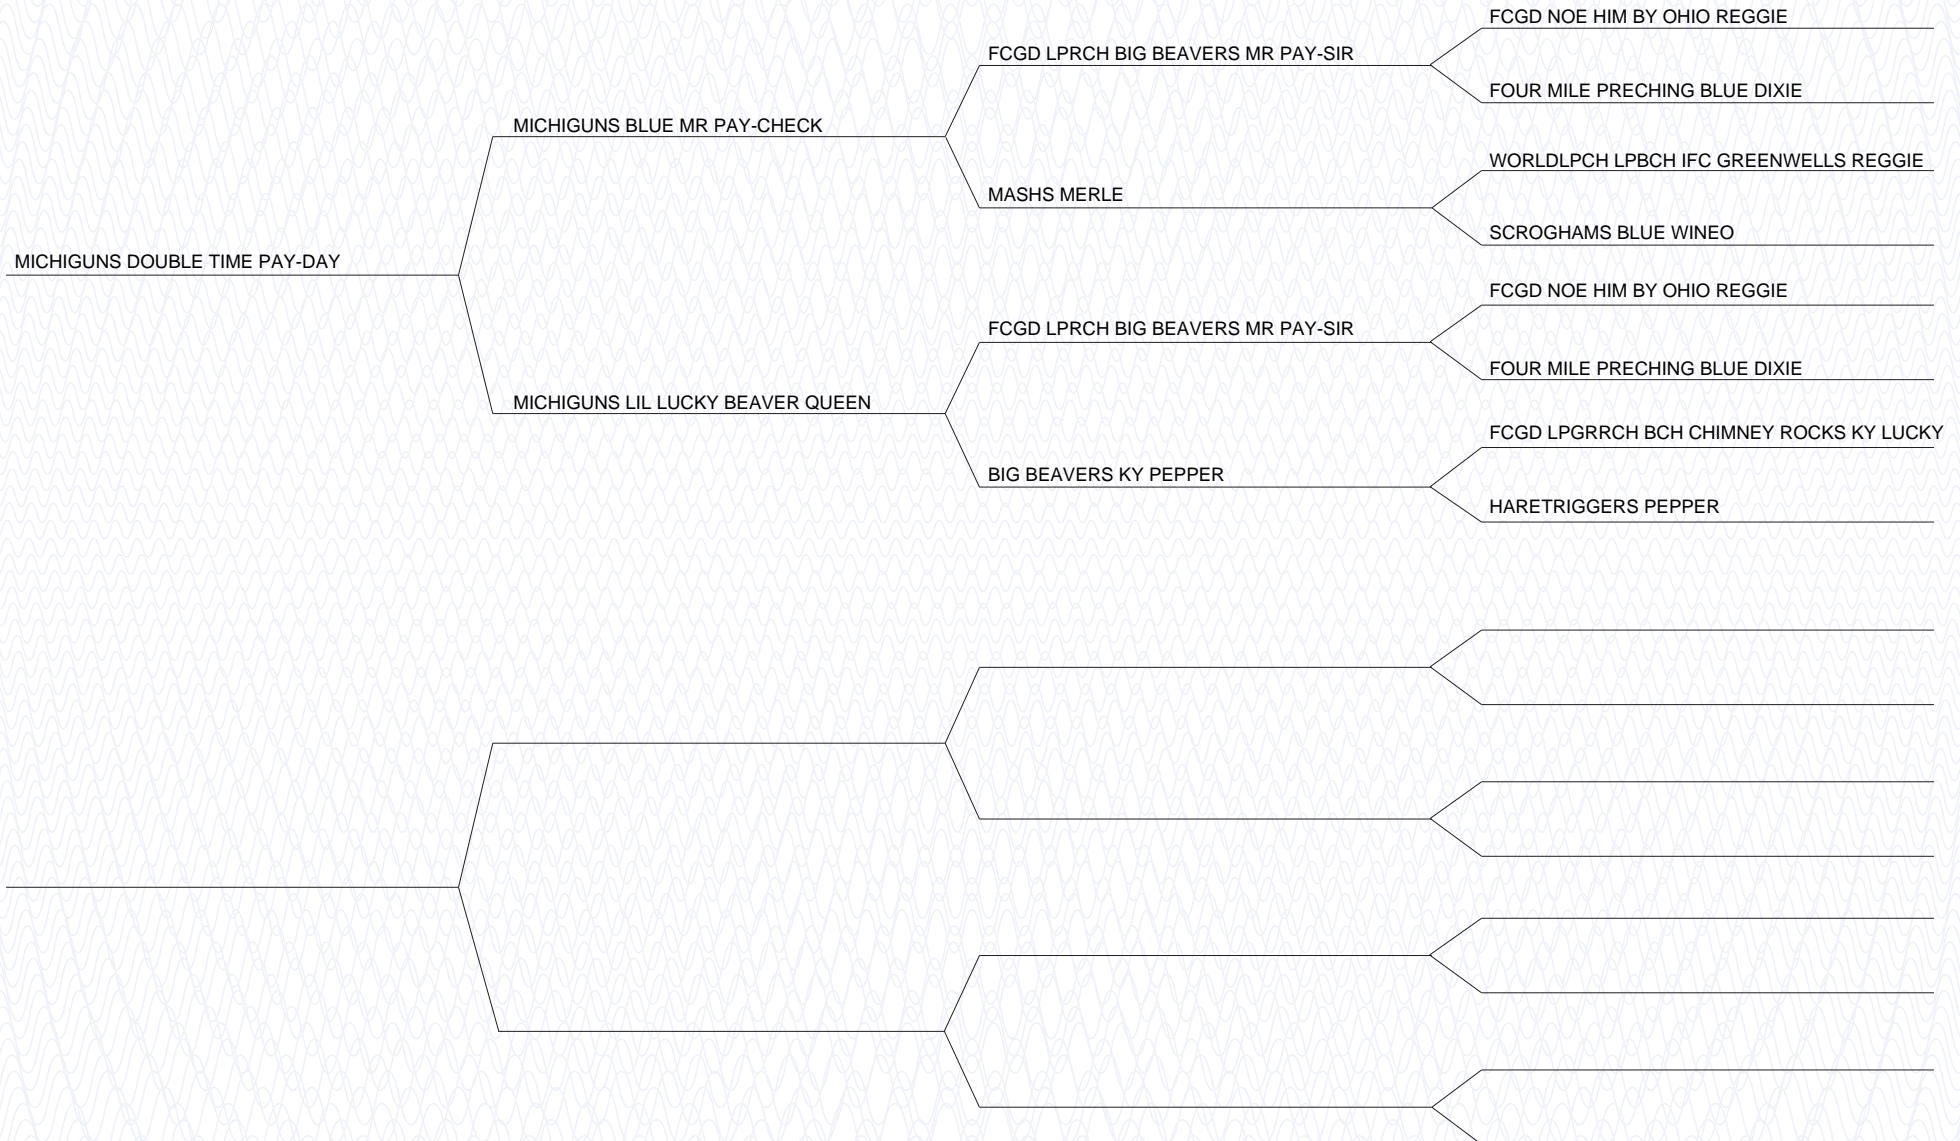 FCGD NOE HIM BY OHIO REGGIE
FCGD LPRCH BIG BEAVERS MR PAY-SIR
FOUR MILE PRECHING BLUE DIXIE
MICHIGUNS BLUE MR PAY-CHECK
WORLDLPCH LPBCH IFC GREENWELLS REGGIE
MASHS MERLE
SCROGHAMS BLUE WINEO
MICHIGUNS DOUBLE TIME PAY-DAY
FCGD NOE HIM BY OHIO REGGIE
FCGD LPRCH BIG BEAVERS MR PAY-SIR
FOUR MILE PRECHING BLUE DIXIE
MICHIGUNS LIL LUCKY BEAVER QUEEN
FCGD LPGRRCH BCH CHIMNEY ROCKS KY LUCKY
BIG BEAVERS KY PEPPER
HARETRIGGERS PEPPER